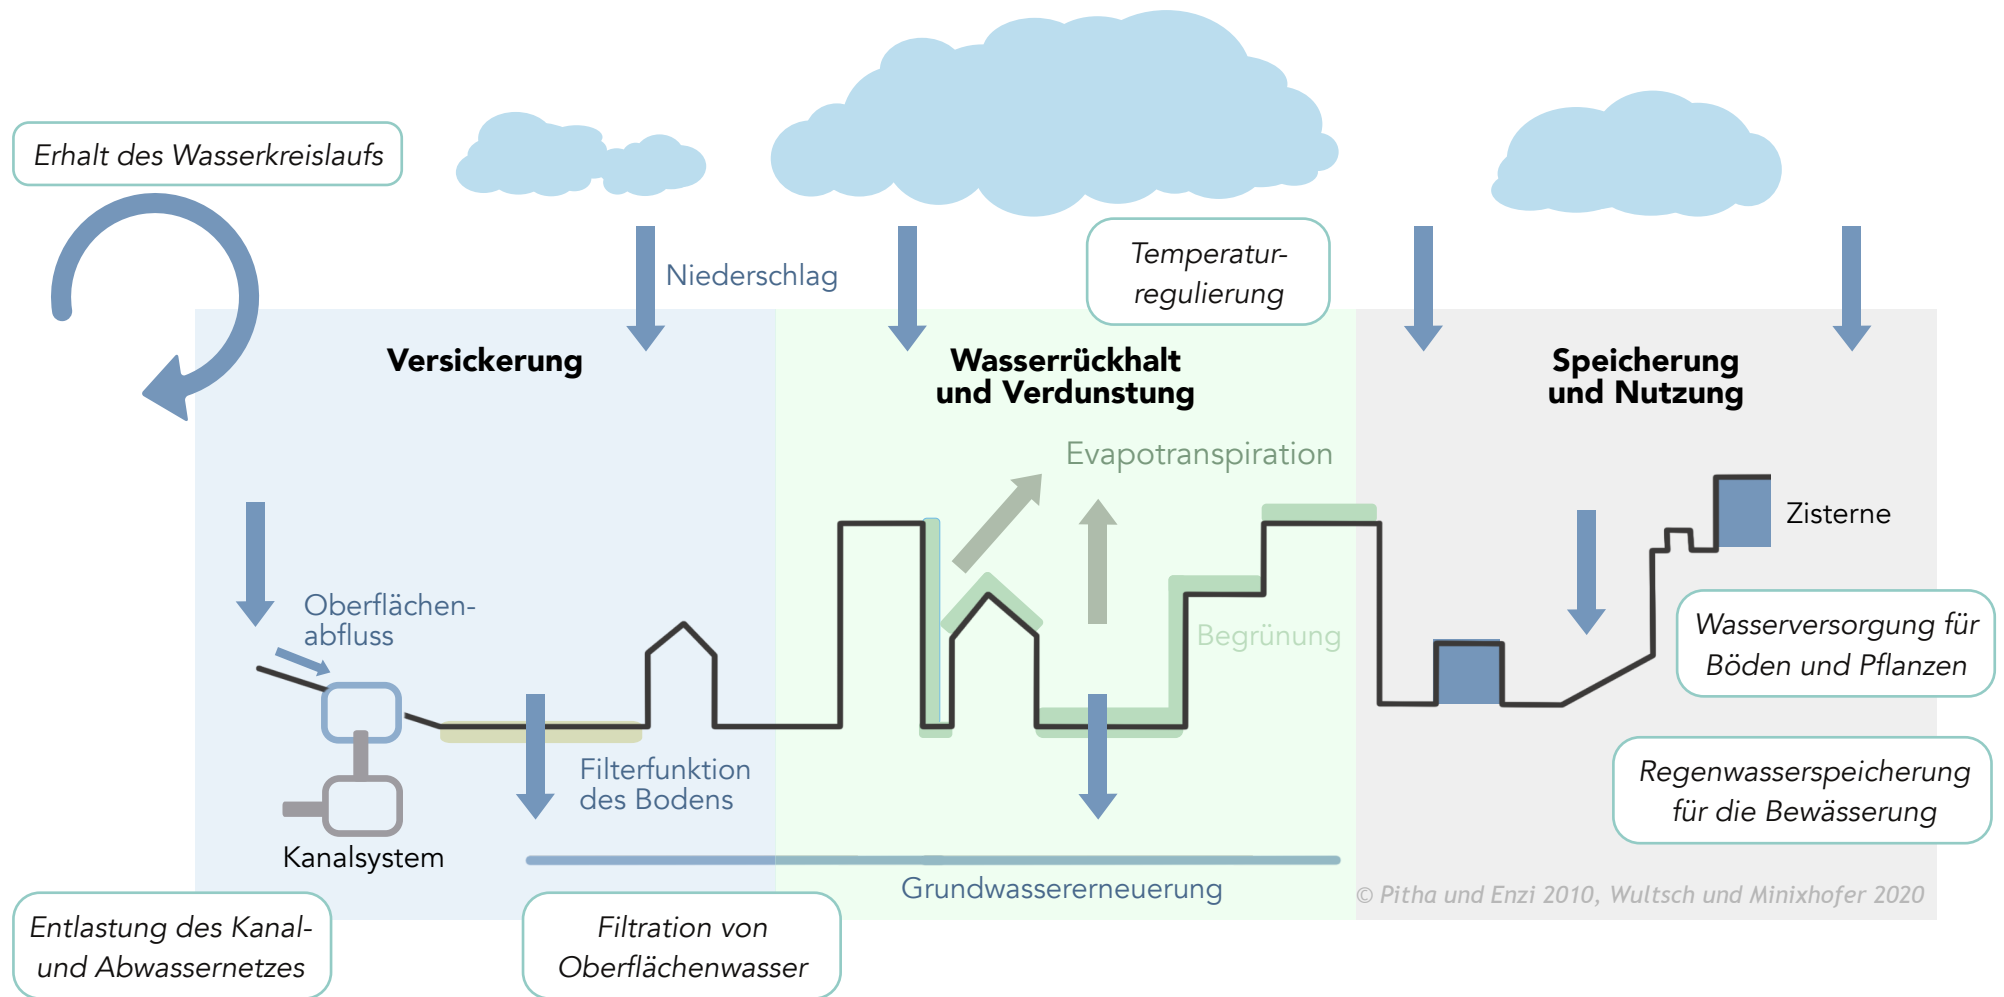 Erhalt des Wasserkreislaufs
Niederschlag
Temperatur-
regulierung
Versickerung
Wasserrückhalt
und Verdunstung
Speicherung
und Nutzung
Evapotranspiration
Zisterne
Oberflächen-
abfluss
Begrünung
Wasserversorgung für
Böden und Pflanzen
Filterfunktion
des Bodens
Regenwasserspeicherung
für die Bewässerung
Kanalsystem
Grundwassererneuerung
© Pitha und Enzi 2010, Wultsch und Minixhofer 2020
Entlastung des Kanal-
und Abwassernetzes
Filtration von
Oberflächenwasser